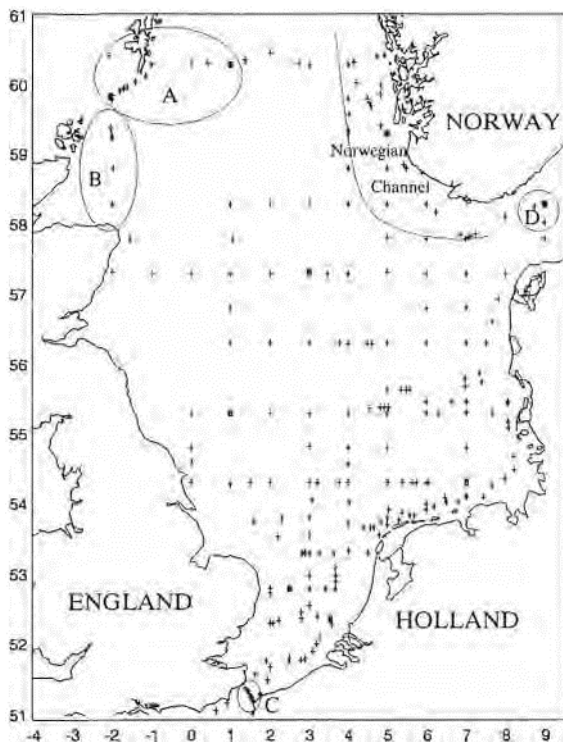 61
60
59
58
57
56
55
54
53
52
51
A
B
NORWAY
Norwegian
Channel
D
ENGLAND
HOLLAND
C
-4 -3 -2 -1 0 1 2 3 4 5 6 7 8 9